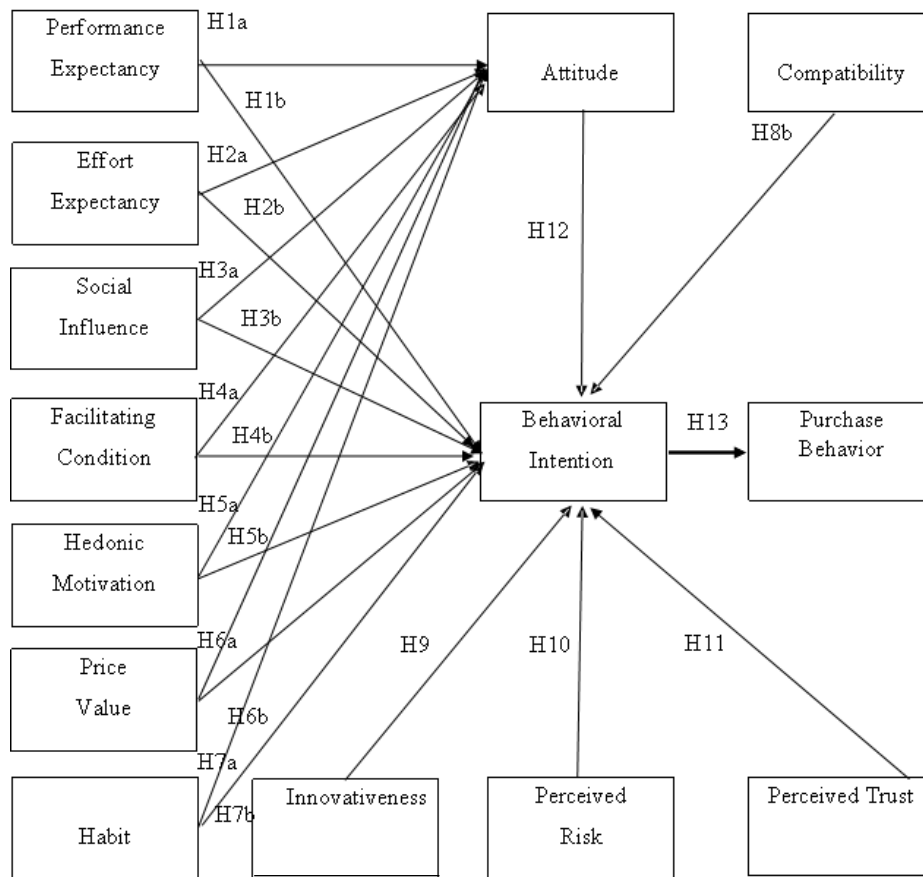 Performance
Expectancy
H1a
Attitude
Compatibility
H1b
H8b
Effort
Expectancy
H2a
H2b
H12
Social
Influence
H3a
H3b
Facilitating
Condition
H4a
H4b
Behavioral
Intention
H13
Purchase
Behavior
Hedonic
Motivation
H5a
H5b
Price
Value
H6a
H6b
H9
H10
H11
Habit
H7a
H7b
Innovativeness
Perceived
Risk
Perceived Trust